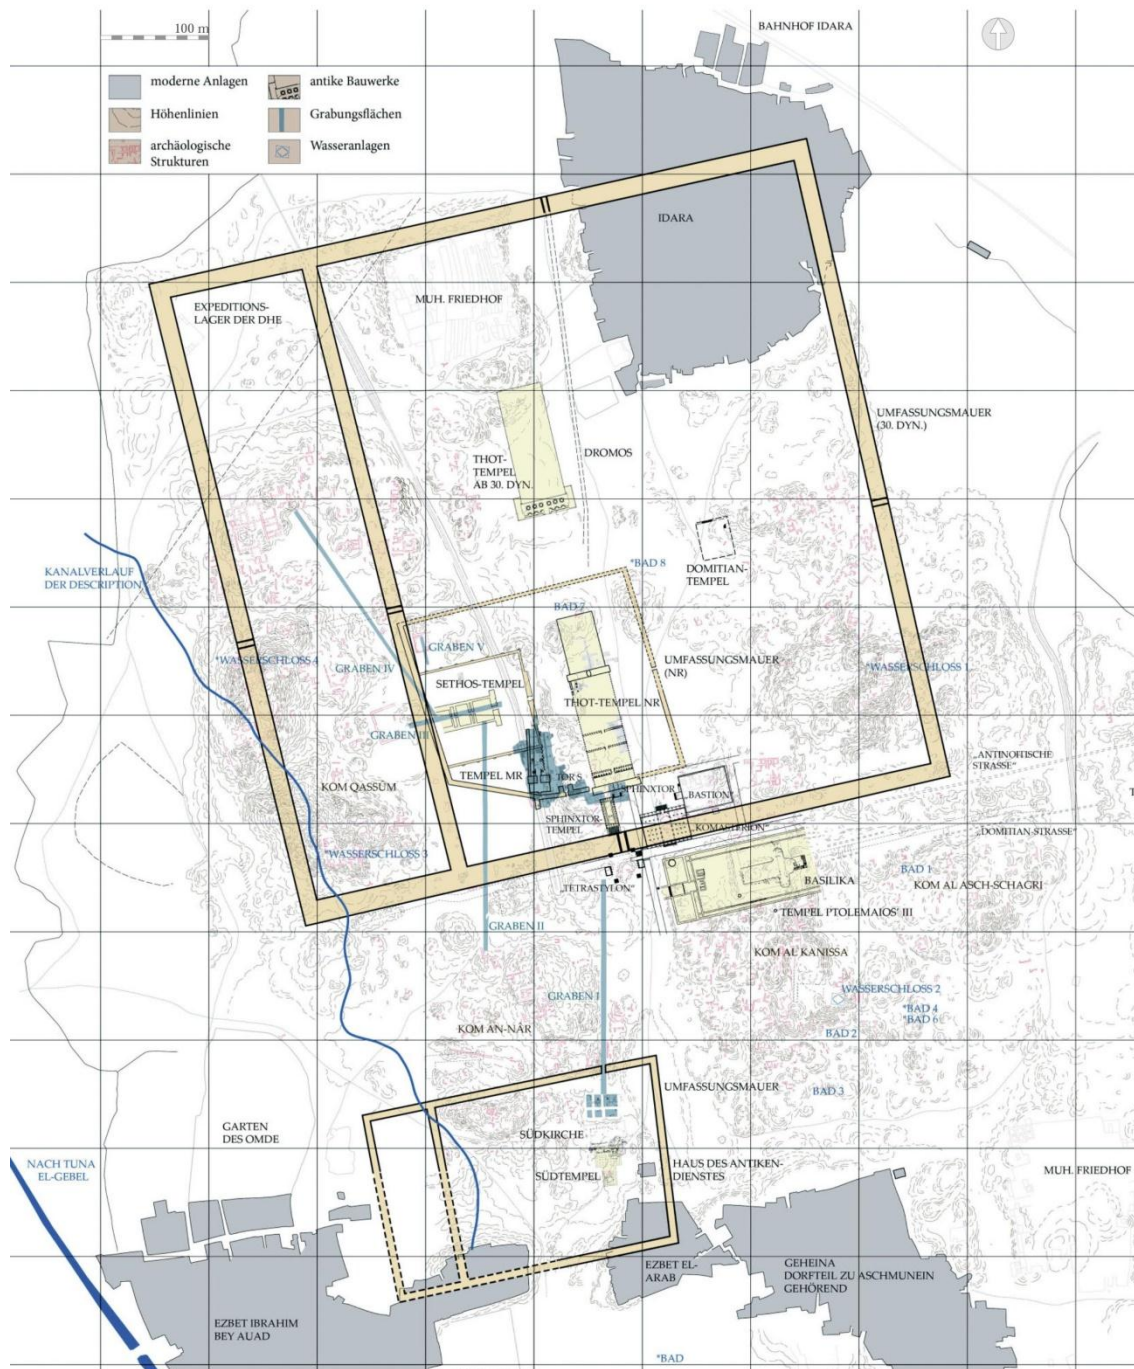 100 m
BAHNHOF IDARA
moderne Anlagen
antike Bauwerke
Höhenlinien
Grabungsflächen
archäologische
Strukturen
Wasseranlagen
IDARA
EXPEDITIONS-
LAGER DER DHE
MUH. FRIEDHOF
UMFASSUNGSMAUER
(30. DYN.)
THOT-
TEMPEL
AB 30. DYN.
DROMOS
KANALVERLAUF
DER DESCRIPTION
*BAD 8
DOMITIAN-
TEMPEL
BAD 7
*WASSERSCHLOSS 4
GRABEN IV
GRABEN V
UMFASSUNGSMAUER
(NR)
*WASSERSCHLOSS 1
SETHOS-TEMPEL
THOT-TEMPEL NR
GRABEN III
TEMPEL MR
TOR S
SPHINXTOR
„BASTION“
„ANTINOITISCHE
STRASSE“
T
KOM QASSUM
SPHINXTOR-
TEMPEL
„KOMASTERION“
„DOMITIAN-STRASSE“
*WASSERSCHLOSS 3
„TETRASTYLON“
BASILIKA
BAD 1
KOM AL ASCH-SCHAGRI
* TEMPEL PTOLEMAIOS' III
GRABEN II
KOM AL KANISSA
GRABEN I
WASSERSCHLOSS 2
*BAD 4
*BAD 6
KOM AN-NÂR
BAD 2
UMFASSUNGSMAUER
BAD 3
GARTEN
DES OMDE
SÜDKIRCHE
NACH TUNA
EL-GEBEL
SÜDTEMPEL
HAUS DES ANTIKEN-
DIENSTES
MUH. FRIEDHOF
EZBET EL-
ARAB
GEHEINA
DORFTEIL ZU ASCHMUNEIN
GEHÖREND
EZBET IBRAHIM
BEY AUAD
*BAD